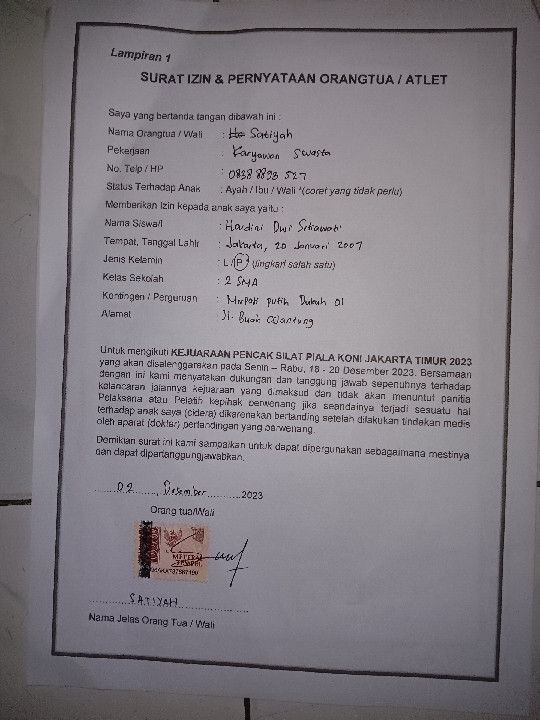 Lampiran 1
SURAT IZIN & PERNYATAAN ORANGTUA / ATLET
Saya yang bertanda tangan dibawah ini :
Nama Orangtua / Wali : Satiyah
Pekerjaan : Karyawan Swasta
No. Telp / HP : 0838 8893 527
Status Terhadap Anak : Ayah / Ibu / Wali *(coret yang tidak perlu)
Memberikan Izin kepada anak saya yaitu :
Nama Siswa/i : Hardini Dwi Setiawati
Tempat, Tanggal Lahir : Jakarta, 20 Januari 2007
Jenis Kelamin : L / P (lingkari salah satu)
Kelas Sekolah : 2 SMA
Kontingen / Perguruan : Merpati putih 01
Alamat : Jl. Buah
Untuk mengikuti KEJUARAAN PENCAK SILAT PIALA KONI JAKARTA TIMUR 2023
yang akan diselenggarakan pada Senin – Rabu, 18 - 20 Desember 2023. Bersamaan
dengan ini kami menyatakan dukungan dan tanggung jawab sepenuhnya terhadap
kelancaran jalannya kejuaraan yang dimaksud dan tidak akan menuntut panitia
Pelaksana atau Pelatih kepihak berwenang jika seandainya terjadi sesuatu hal
terhadap anak saya (cidera) dikarenakan bertanding setelah dilakukan tindakan medis
oleh aparat (dokter) pertandingan yang berwenang.
Demikian surat ini kami sampaikan untuk dapat dipergunakan sebagaimana mestinya
dan dapat dipertanggungjawabkan.
02, Desember 2023
Orang tua/Wali
METERAI
TEMPEL
SATIYAH
Nama Jelas Orang Tua / Wali